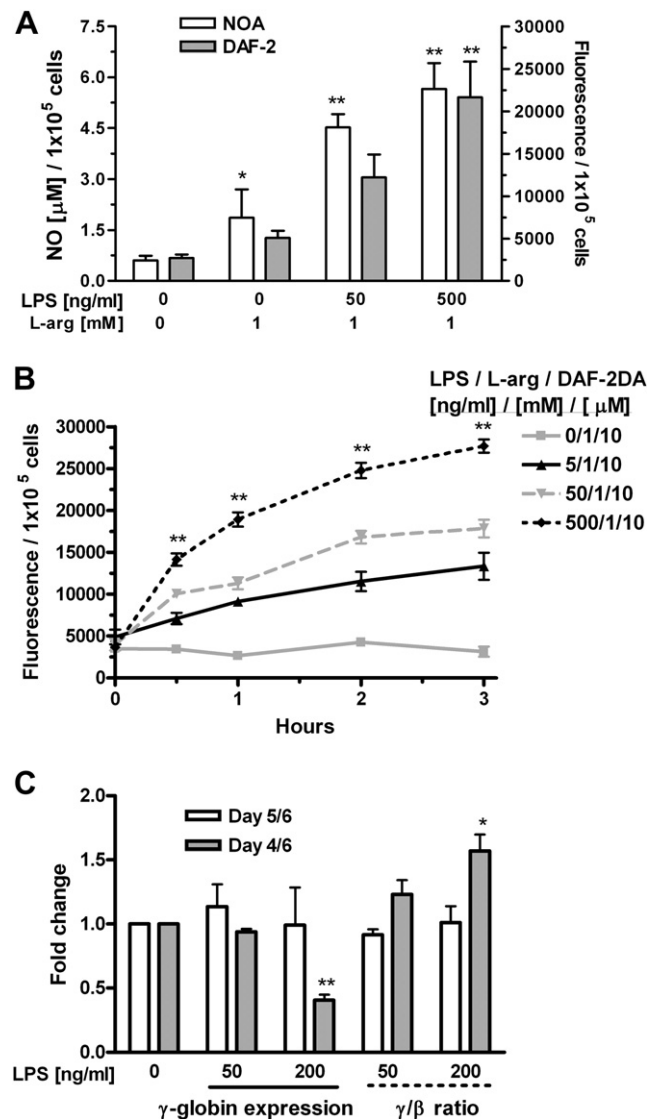 A
NOA
DAF-2
7.5
6.0
4.5
3.0
1.5
0.0
NO [µM] / 1x10⁵ cells
30000
25000
20000
15000
10000
5000
0
Fluorescence / 1x10⁵ cells
*
**
**
**
LPS [ng/ml] 0 0 50 500
L-arg [mM] 0 1 1 1
B
LPS / L-arg / DAF-2DA
[ng/ml] / [mM] / [ µM]
0/1/10
5/1/10
50/1/10
500/1/10
30000
25000
20000
15000
10000
5000
0
Fluorescence / 1x10⁵ cells
**
**
**
**
0 1 2 3
Hours
C
Day 5/6
Day 4/6
2.0
1.5
1.0
0.5
0.0
Fold change
**
*
LPS [ng/ml] 0 50 200 50 200
γ-globin expression γ/β ratio